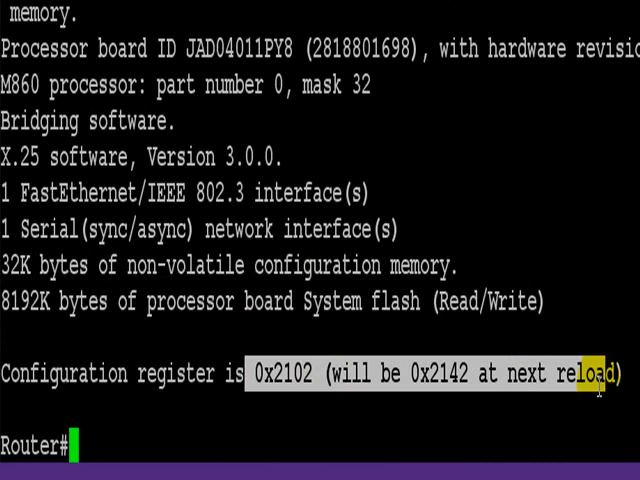 memory.
Processor board ID JAD04011PY8 (2818801698), with hardware revisio
M860 processor: part number 0, mask 32
Bridging software.
X.25 software, Version 3.0.0.
1 FastEthernet/IEEE 802.3 interface(s)
1 Serial(sync/async) network interface(s)
32K bytes of non-volatile configuration memory.
8192K bytes of processor board System flash (Read/Write)
Configuration register is 0x2102 (will be 0x2142 at next reload)
Router#